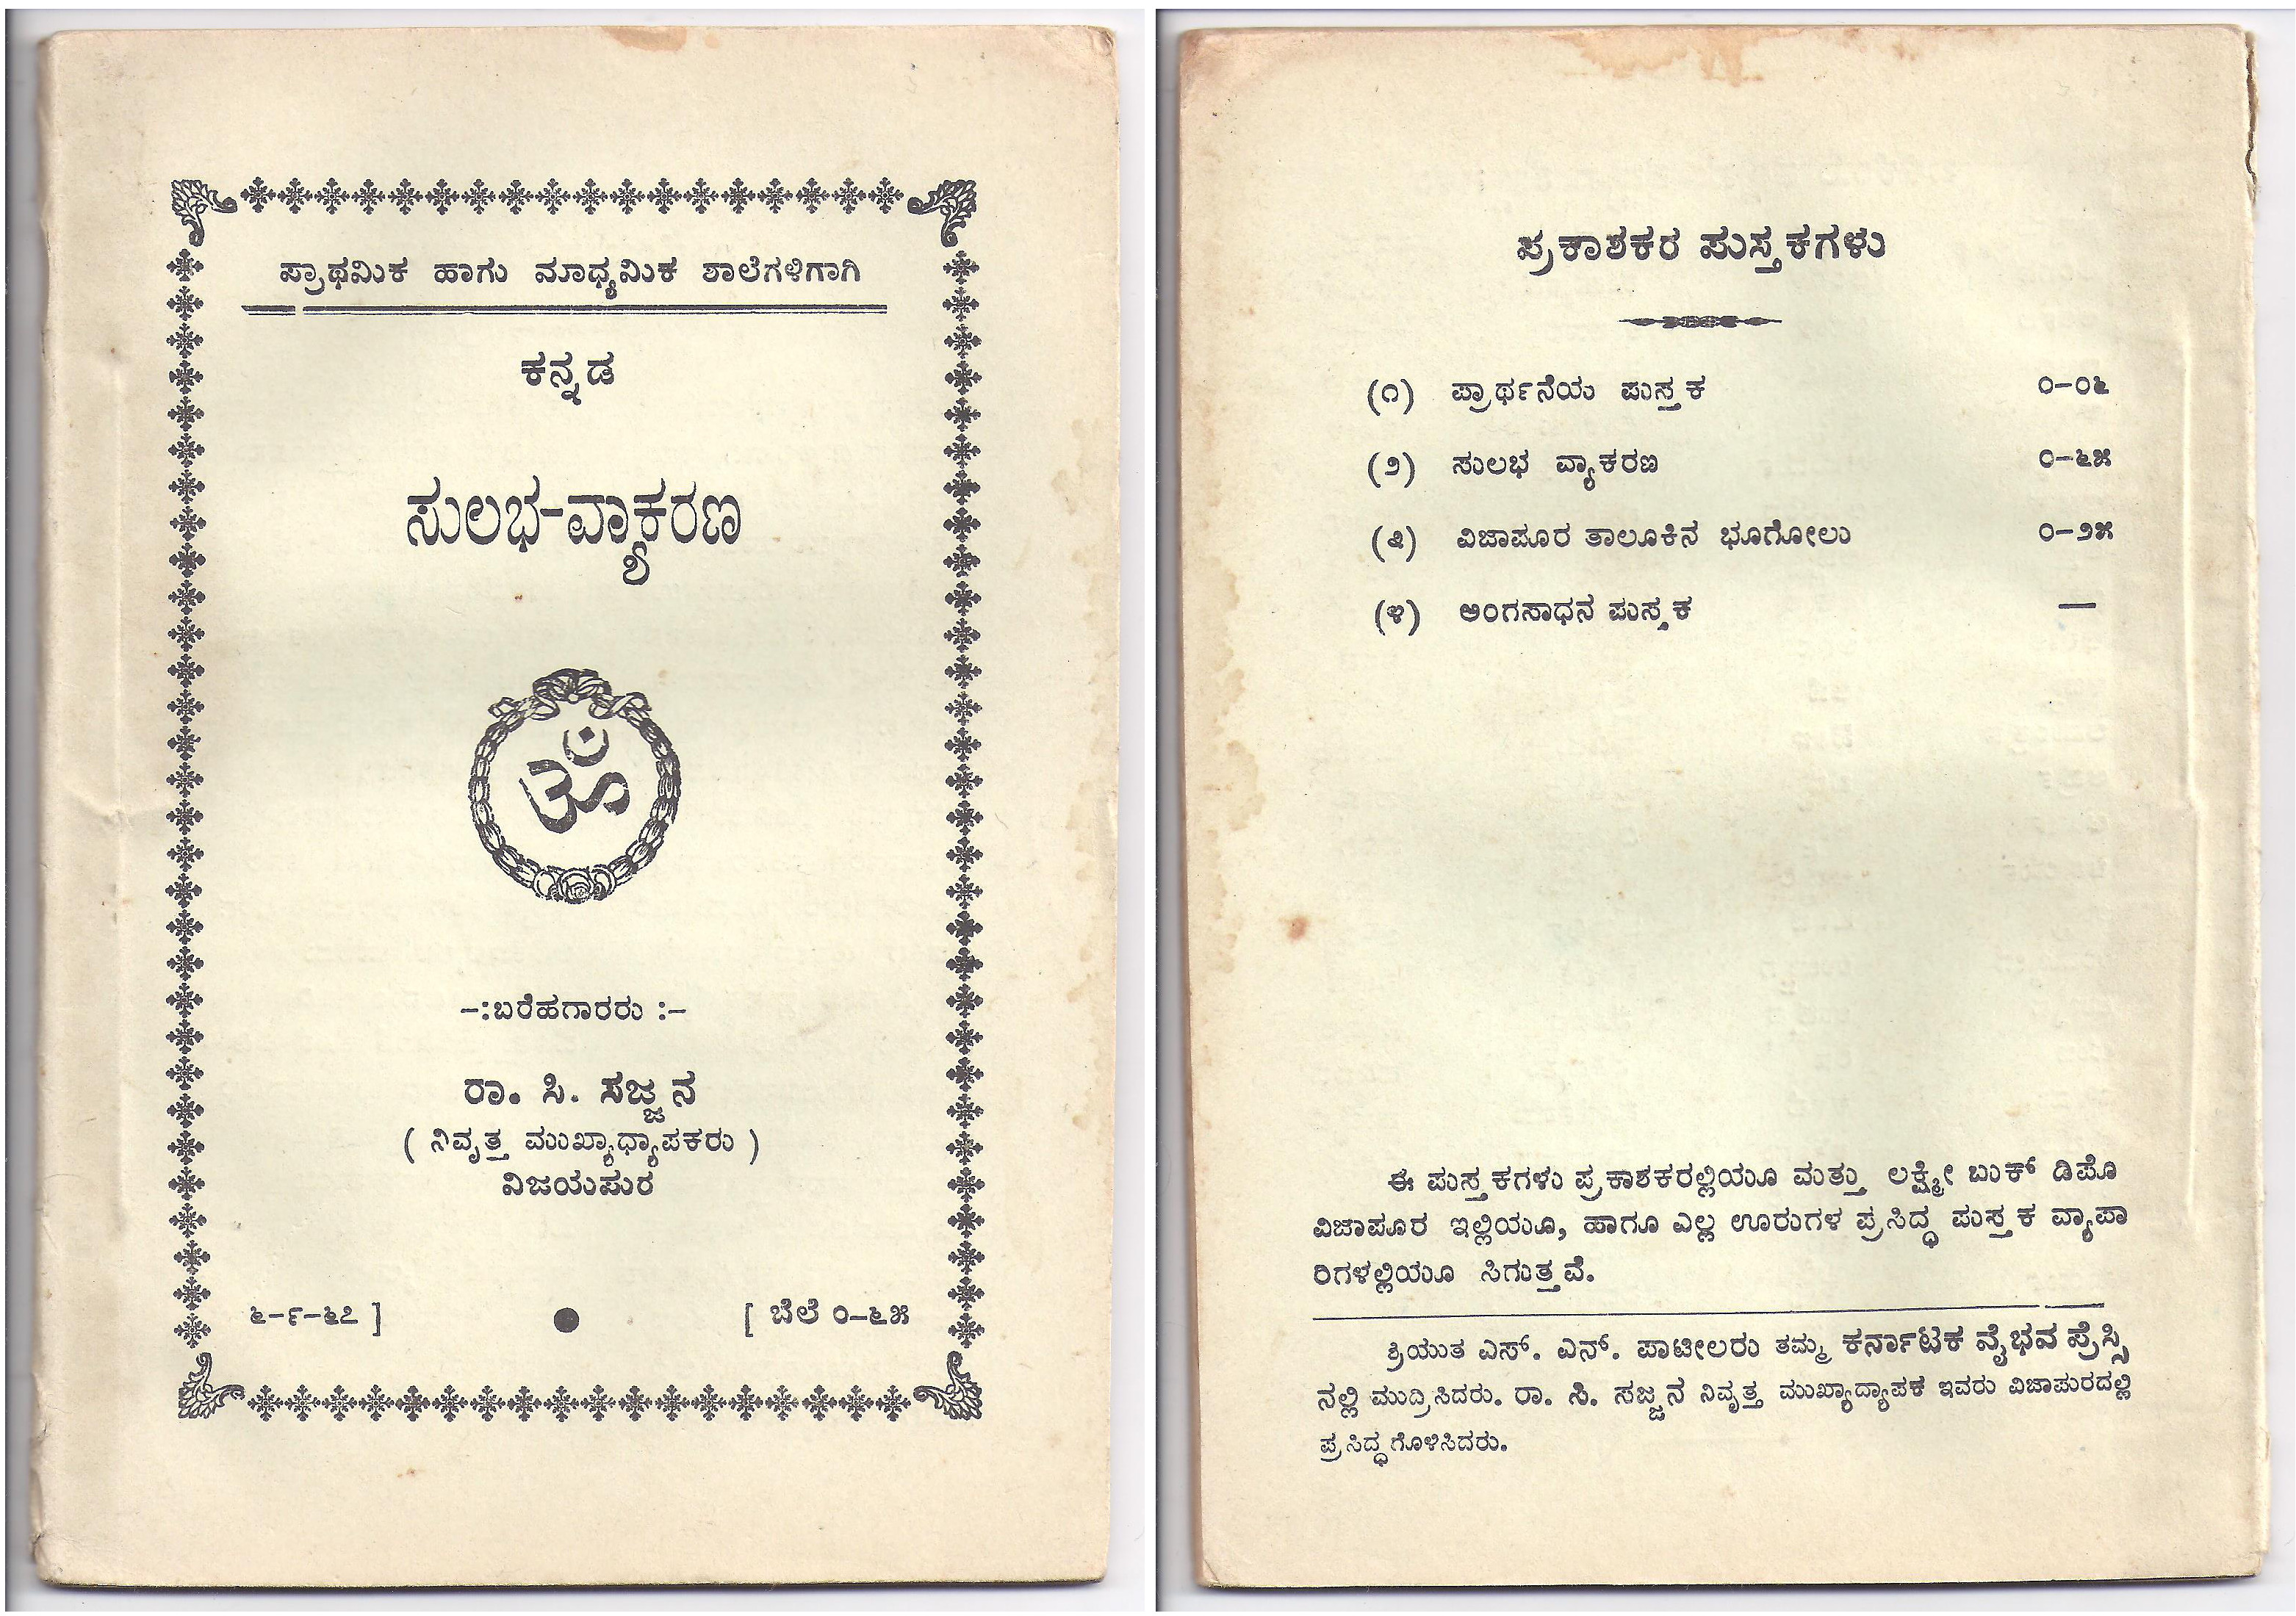 ಪ್ರಾಥಮಿಕ ಹಾಗು ಮಾಧ್ಯಮಿಕ ಶಾಲೆಗಳಿಗಾಗಿ
ಕನ್ನಡ
ಸುಲಭ-ವ್ಯಾಕರಣ
ॐ
-:ಬರೆಹಗಾರರು :-
ರಾ. ಸಿ. ಸಜ್ಜನ
( ನಿವೃತ್ತ ಮುಖ್ಯಾಧ್ಯಾಪಕರು )
ವಿಜಯಪುರ
೬-೯-೬೭ ] ● [ ಬೆಲೆ ೦-೬೫
ಪ್ರಕಾಶಕರ ಪುಸ್ತಕಗಳು
(೧) ಪ್ರಾರ್ಥನೆಯ ಪುಸ್ತಕ ೦-೦೬
(೨) ಸುಲಭ ವ್ಯಾಕರಣ ೦-೬೫
(೩) ವಿಜಾಪೂರ ತಾಲೂಕಿನ ಭೂಗೋಲು ೦-೨೫
(೪) ಅಂಗಸಾಧನ ಪುಸ್ತಕ —
ಈ ಪುಸ್ತಕಗಳು ಪ್ರಕಾಶಕರಲ್ಲಿಯೂ ಮತ್ತು ಲಕ್ಷ್ಮೀ ಬುಕ್ ಡಿಪೊ
ವಿಜಾಪೂರ ಇಲ್ಲಿಯೂ, ಹಾಗೂ ಎಲ್ಲ ಊರುಗಳ ಪ್ರಸಿದ್ಧ ಪುಸ್ತಕ ವ್ಯಾಪಾ
ರಿಗಳಲ್ಲಿಯೂ ಸಿಗುತ್ತವೆ.
ಶ್ರಿಯುತ ಎಸ್. ಎನ್. ಪಾಟೀಲರು ತಮ್ಮ ಕರ್ನಾಟಕ ವೈಭವ ಪ್ರೆಸ್ಸಿ
ನಲ್ಲಿ ಮುದ್ರಿಸಿದರು. ರಾ. ಸಿ. ಸಜ್ಜನ ನಿವೃತ್ತ ಮುಖ್ಯಾದ್ಯಾಪಕ ಇವರು ವಿಜಾಪುರದಲ್ಲಿ
ಪ್ರಸಿದ್ಧಗೊಳಿಸಿದರು.